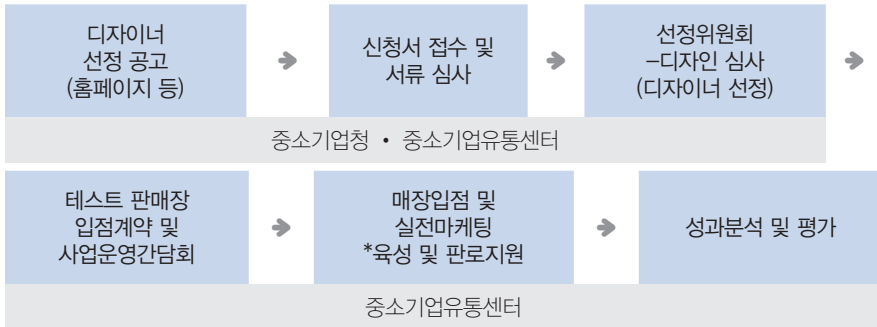 디자이너
선정 공고
(홈페이지 등)
신청서 접수 및
서류 심사
선정위원회
-디자인 심사
(디자이너 선정)
중소기업청 • 중소기업유통센터
테스트 판매장
입점계약 및
사업운영간담회
매장입점 및
실전마케팅
*육성 및 판로지원
성과분석 및 평가
중소기업유통센터